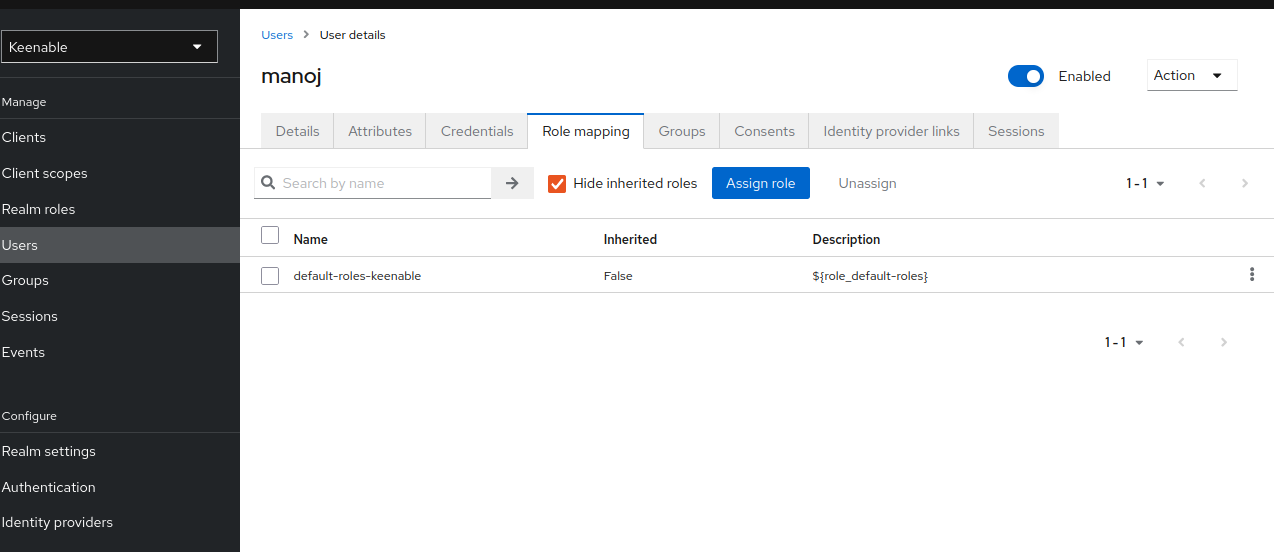 Keenable
Manage
Clients
Client scopes
Realm roles
Users
Groups
Sessions
Events
Configure
Realm settings
Authentication
Identity providers
Users > User details
manoj
Enabled Action
Details Attributes Credentials Role mapping Groups Consents Identity provider links Sessions
Search by name Hide inherited roles Assign role Unassign 1-1
Name Inherited Description
default-roles-keenable False ${role_default-roles}
1-1